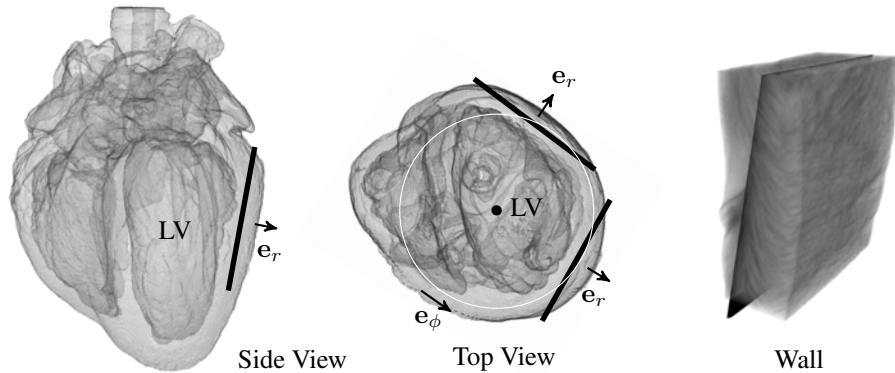 LV
e_r
Side View
e_r
LV
e_r
e_ϕ
Top View
Wall